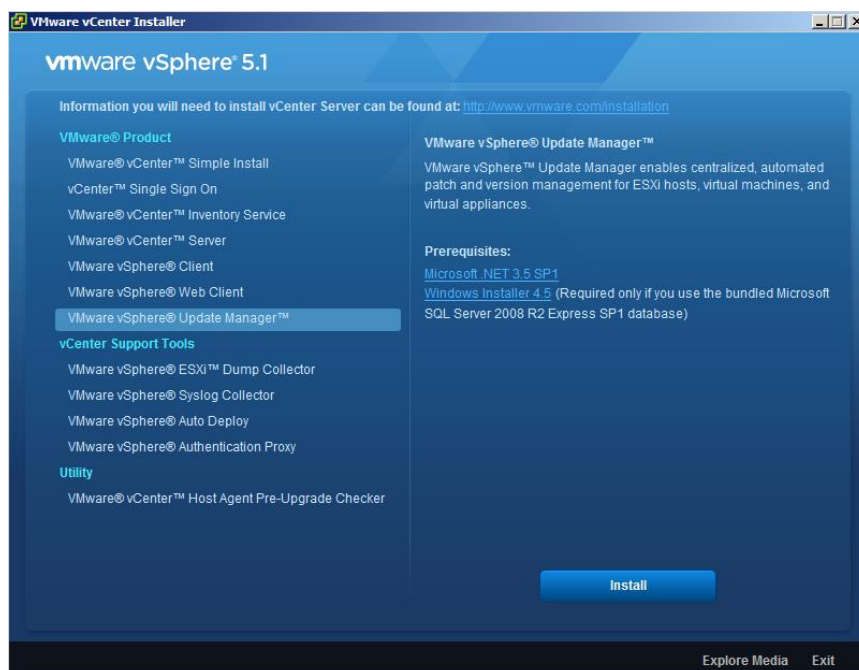 VMware vCenter Installer
vmware vSphere® 5.1
Information you will need to install vCenter Server can be found at: http://www.vmware.com/installation
VMware® Product
VMware® vCenter™ Simple Install
vCenter™ Single Sign On
VMware® vCenter™ Inventory Service
VMware® vCenter™ Server
VMware vSphere® Client
VMware vSphere® Web Client
VMware vSphere® Update Manager™
vCenter Support Tools
VMware vSphere® ESXi™ Dump Collector
VMware vSphere® Syslog Collector
VMware vSphere® Auto Deploy
VMware vSphere® Authentication Proxy
Utility
VMware® vCenter™ Host Agent Pre-Upgrade Checker
VMware vSphere® Update Manager™
VMware vSphere™ Update Manager enables centralized, automated
patch and version management for ESXi hosts, virtual machines, and
virtual appliances.
Prerequisites:
Microsoft .NET 3.5 SP1
Windows Installer 4.5 (Required only if you use the bundled Microsoft
SQL Server 2008 R2 Express SP1 database)
Install
Explore Media Exit